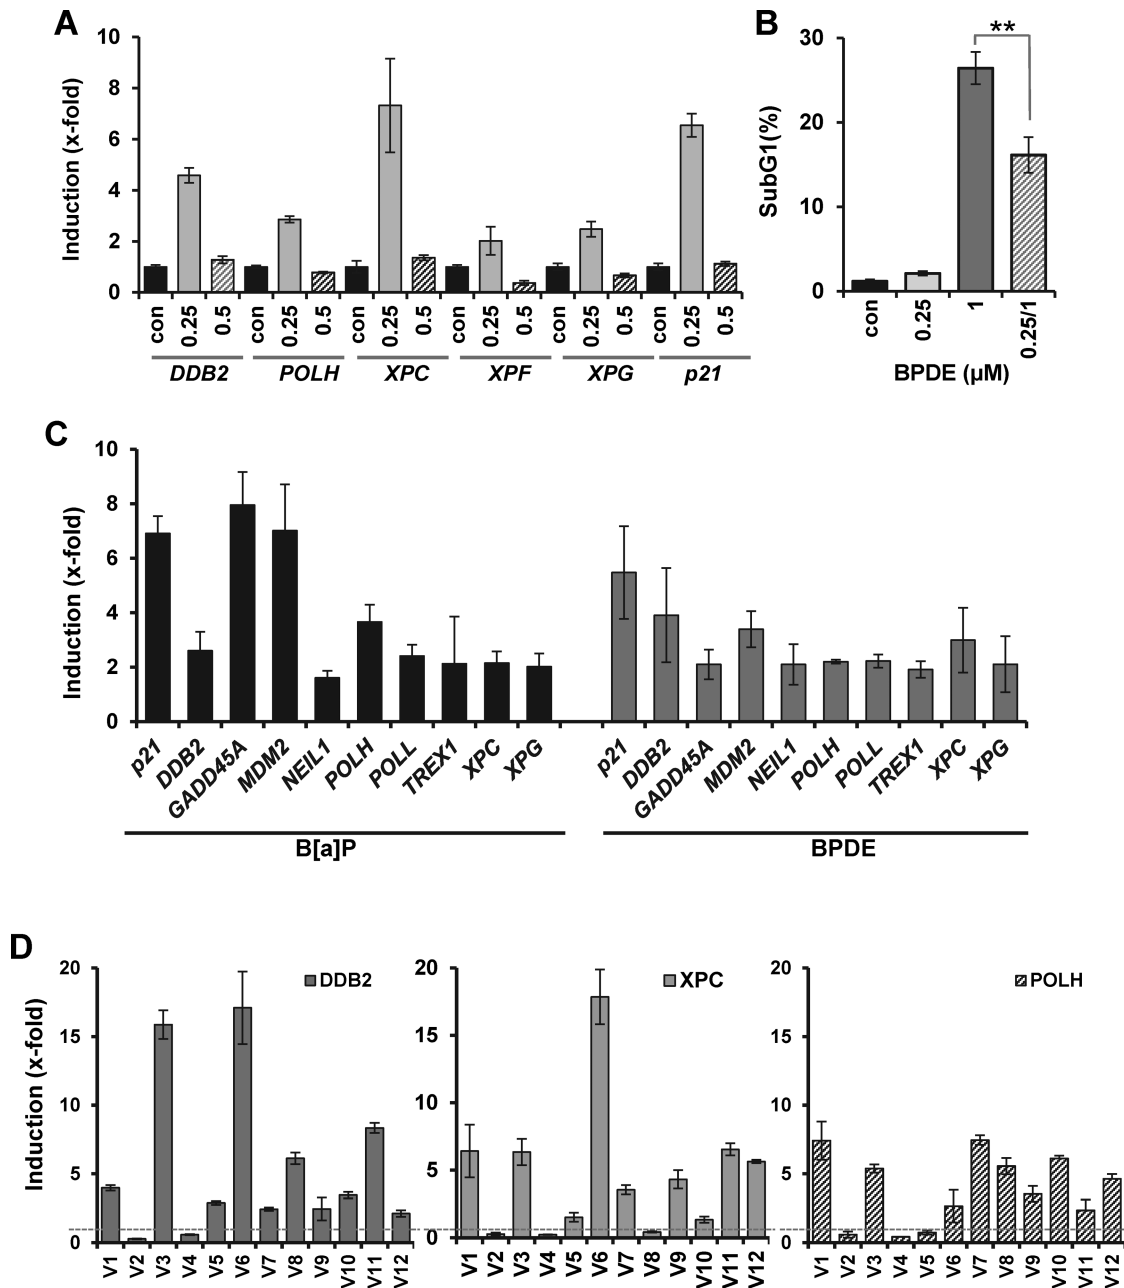 A
Induction (x-fold)
10
8
6
4
2
0
con 0.25 0.5 con 0.25 0.5 con 0.25 0.5 con 0.25 0.5 con 0.25 0.5 con 0.25 0.5
DDB2 POLH XPC XPF XPG p21
B
SubG1(%)
30
20
10
0
**
con 0.25 1 0.25/1
BPDE (µM)
C
Induction (x-fold)
10
8
6
4
2
0
p21 DDB2 GADD45A MDM2 NEIL1 POLH POLL TREX1 XPC XPG p21 DDB2 GADD45A MDM2 NEIL1 POLH POLL TREX1 XPC XPG
B[a]P BPDE
D
Induction (x-fold)
20
15
10
5
0
DDB2
V1 V2 V3 V4 V5 V6 V7 V8 V9 V10 V11 V12
20
15
10
5
0
XPC
V1 V2 V3 V4 V5 V6 V7 V8 V9 V10 V11 V12
20
15
10
5
0
POLH
V1 V2 V3 V4 V5 V6 V7 V8 V9 V10 V11 V12